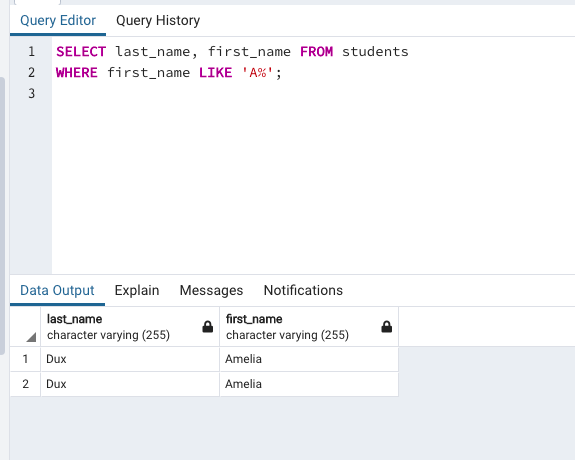 Query Editor Query History
1 SELECT last_name, first_name FROM students
2 WHERE first_name LIKE 'A%';
3
Data Output Explain Messages Notifications
last_name first_name
character varying (255) character varying (255)
1 Dux Amelia
2 Dux Amelia